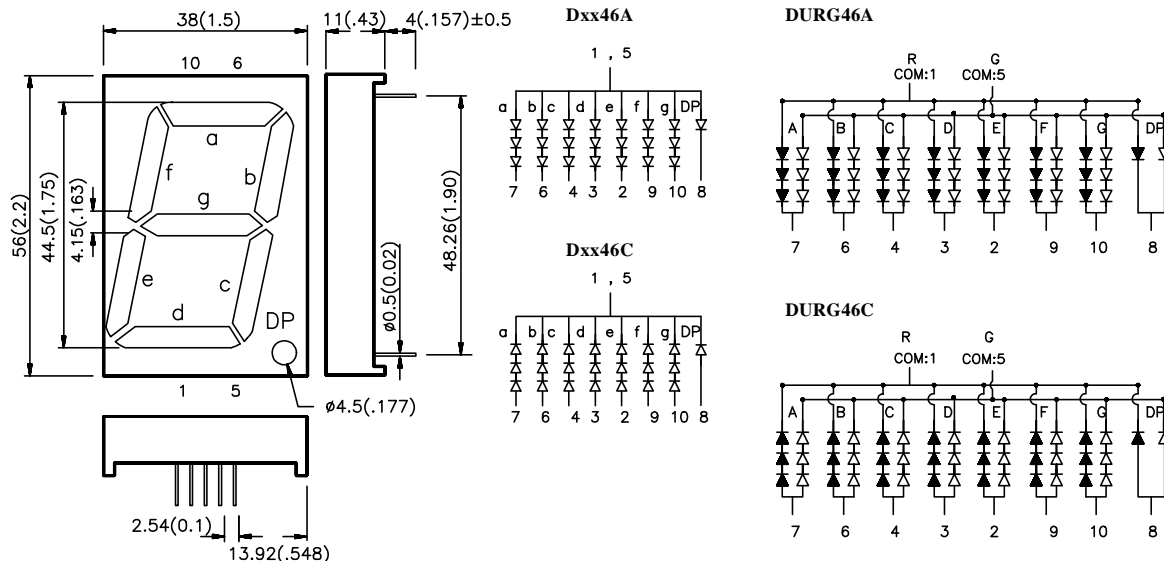 38(1.5)
11(.43)
4(.157)±0.5
10 6
56(2.2)
44.5(1.75)
4.15(.163)
a
f
b
g
e
c
d
DP
48.26(1.90)
ø0.5(0.02)
1 5
ø4.5(.177)
2.54(0.1)
13.92(.548)
Dxx46A
1 , 5
a b c d e f g DP
7 6 4 3 2 9 10 8
Dxx46C
1 , 5
a b c d e f g DP
7 6 4 3 2 9 10 8
DURG46A
R G
COM:1 COM:5
A B C D E F G DP
7 6 4 3 2 9 10 8
DURG46C
R G
COM:1 COM:5
A B C D E F G DP
7 6 4 3 2 9 10 8